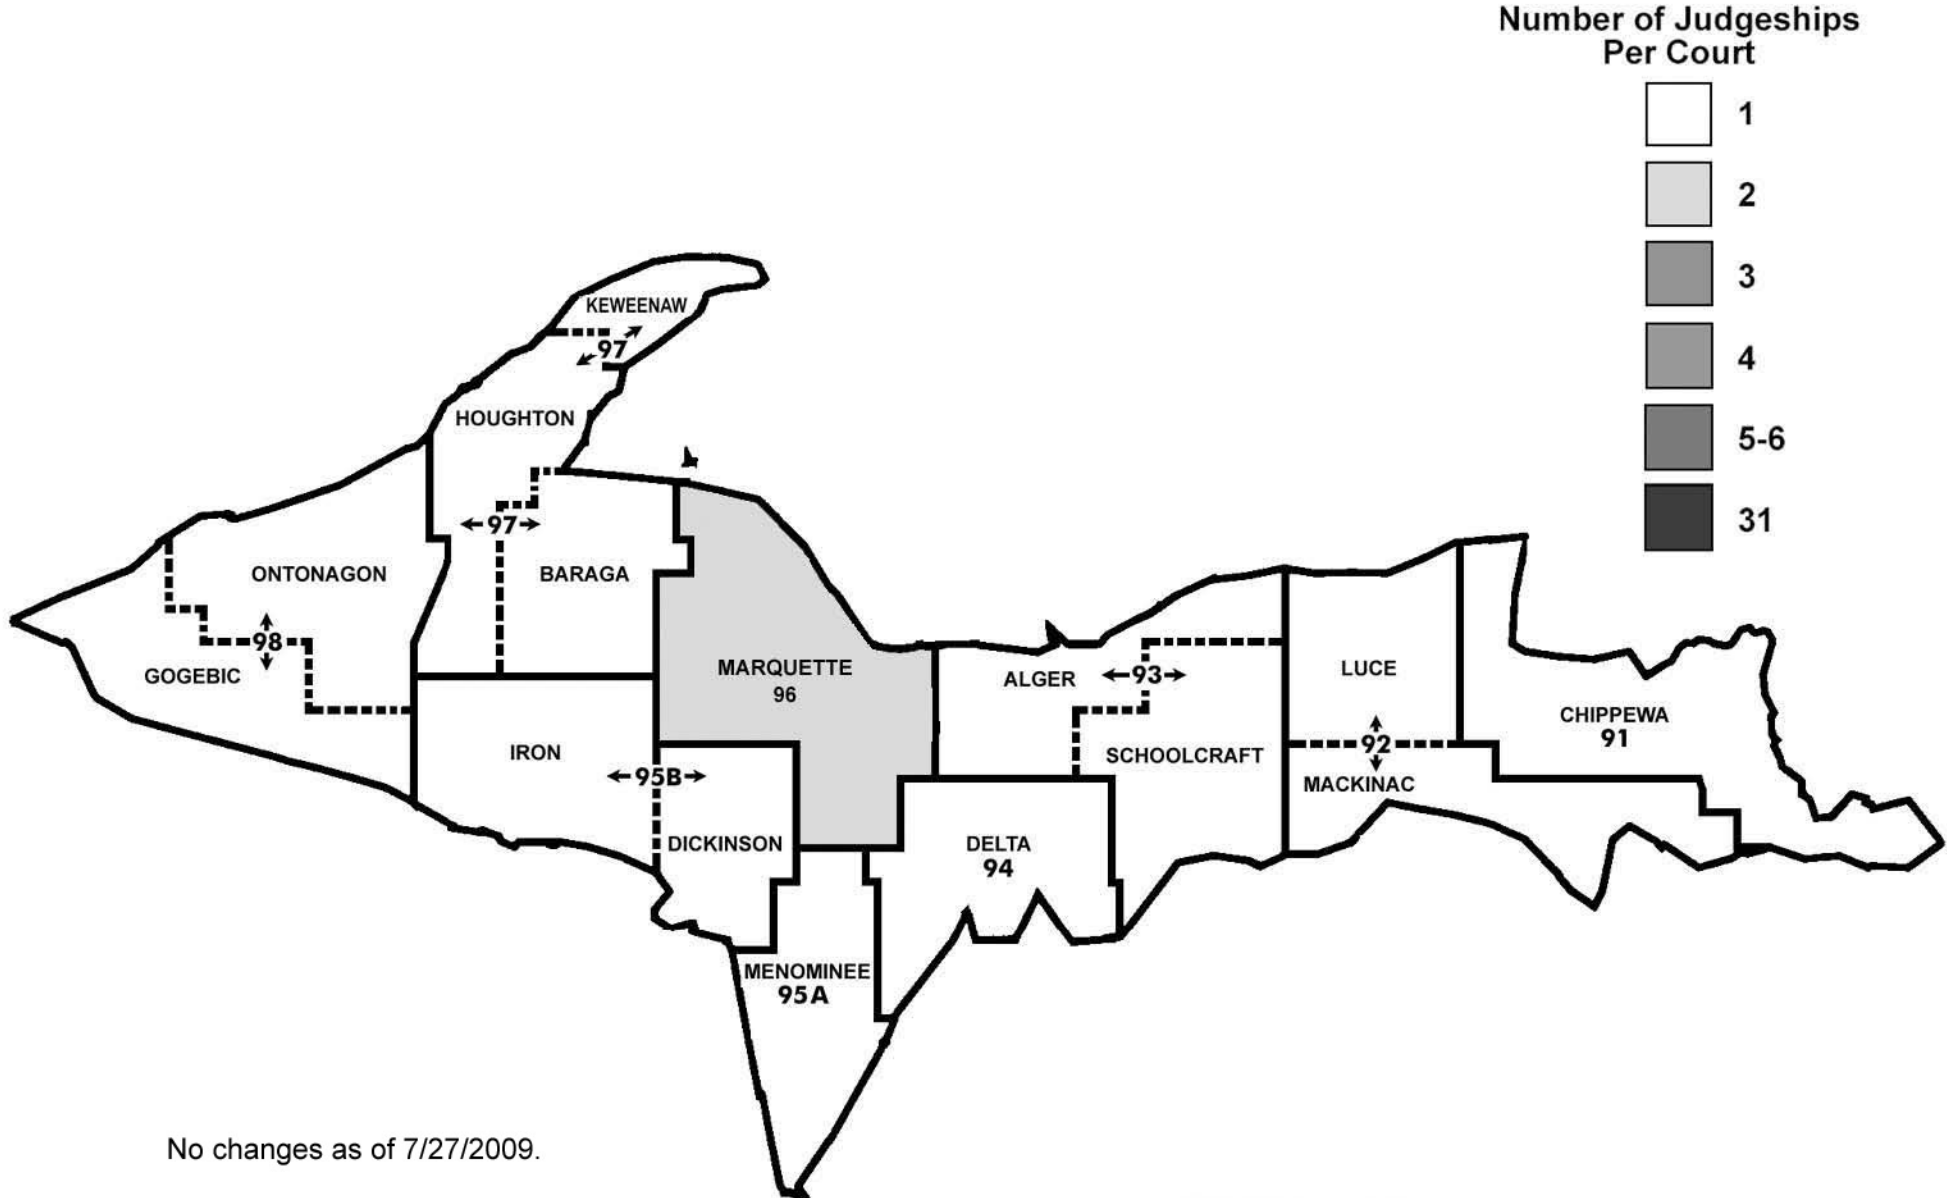 Number of Judgeships
Per Court
1
2
3
4
5-6
31
KEWEENAW
97
HOUGHTON
97
ONTONAGON
BARAGA
98
GOGEBIC
MARQUETTE
96
ALGER
93
LUCE
CHIPPEWA
91
IRON
95B
SCHOOLCRAFT
92
MACKINAC
DICKINSON
DELTA
94
MENOMINEE
95A
No changes as of 7/27/2009.